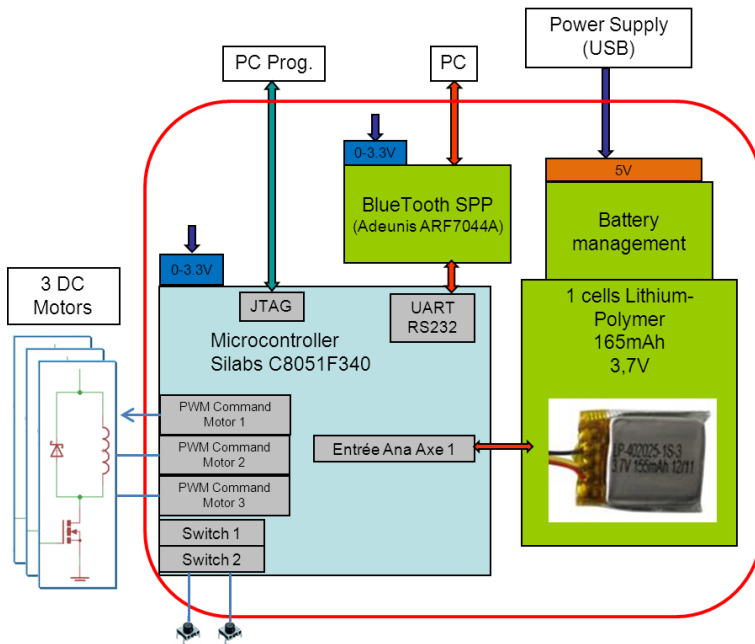 Power Supply
(USB)
PC Prog.
PC
0-3.3V
5V
BlueTooth SPP
(Adeunis ARF7044A)
Battery
management
0-3.3V
3 DC
Motors
JTAG
UART
RS232
1 cells Lithium-
Polymer
165mAh
3,7V
Microcontroller
Silabs C8051F340
PWM Command
Motor 1
PWM Command
Motor 2
PWM Command
Motor 3
Entrée Ana Axe 1
LP-402025-1S-3
3.7V 155mAh 12/11
Switch 1
Switch 2